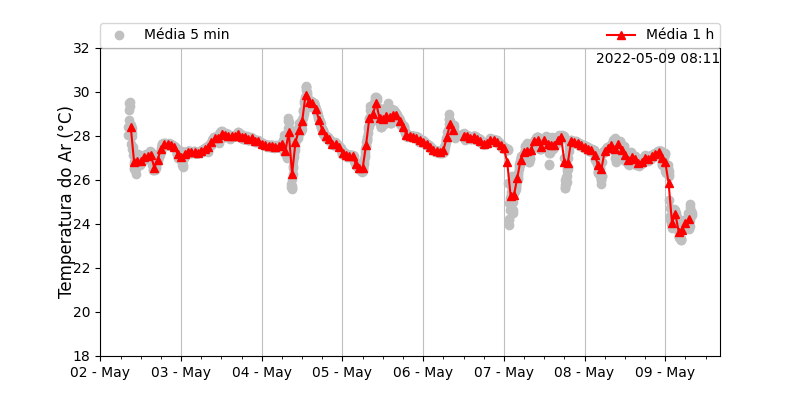 Média 5 min
Média 1 h
2022-05-09 08:11
Temperatura do Ar (°C)
32
30
28
26
24
22
20
18
02 - May
03 - May
04 - May
05 - May
06 - May
07 - May
08 - May
09 - May